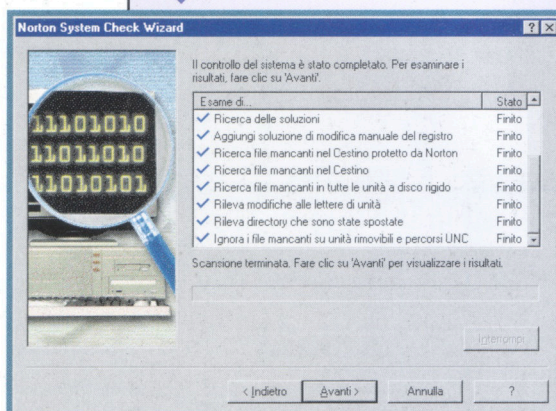 Norton System Check Wizard
Il controllo del sistema è stato completato. Per esaminare i
risultati, fare clic su 'Avanti'.
Esame di... Stato
Ricerca delle soluzioni Finito
Aggiungi soluzione di modifica manuale del registro Finito
Ricerca file mancanti nel Cestino protetto da Norton Finito
Ricerca file mancanti nel Cestino Finito
Ricerca file mancanti in tutte le unità a disco rigido Finito
Rileva modifiche alle lettere di unità Finito
Rileva directory che sono state spostate Finito
Ignora i file mancanti su unità rimovibili e percorsi UNC Finito
11101010
11011010
11010101
Scansione terminata. Fare clic su 'Avanti' per visualizzare i risultati.
Interrompi
< Indietro
Avanti >
Annulla
?